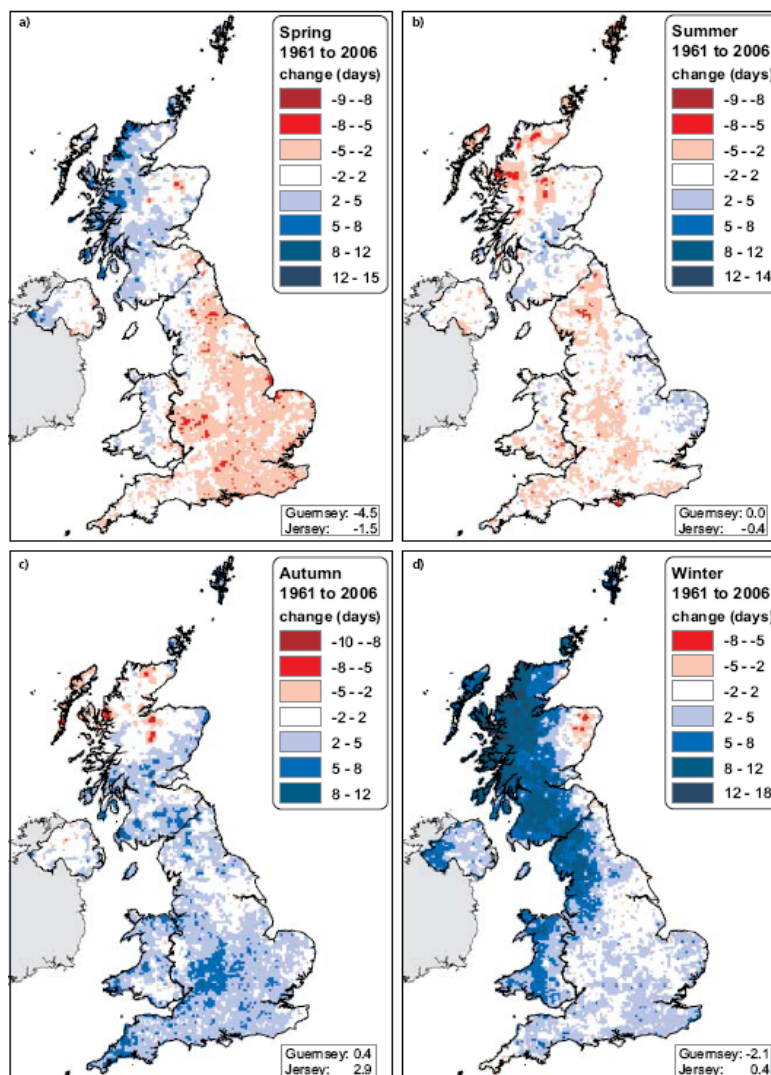 a)
Spring
1961 to 2006
change (days)
-9 - -8
-8 - -5
-5 - -2
-2 - 2
2 - 5
5 - 8
8 - 12
12 - 15
Guernsey: -4.5
Jersey: -1.5
b)
Summer
1961 to 2006
change (days)
-9 - -8
-8 - -5
-5 - -2
-2 - 2
2 - 5
5 - 8
8 - 12
12 - 14
Guernsey: 0.0
Jersey: -0.4
c)
Autumn
1961 to 2006
change (days)
-10 - -8
-8 - -5
-5 - -2
-2 - 2
2 - 5
5 - 8
8 - 12
Guernsey: 0.4
Jersey: 2.9
d)
Winter
1961 to 2006
change (days)
-8 - -5
-5 - -2
-2 - 2
2 - 5
5 - 8
8 - 12
12 - 18
Guernsey: -2.1
Jersey: 0.4